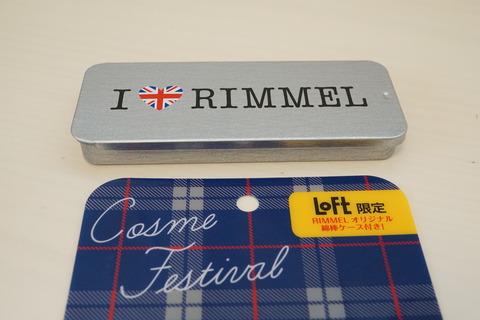 I RIMMEL
Cosme
Festival
LoFt 限定
RIMMEL オリジナル
綿棒ケース付き!